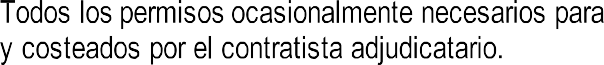 Todos los permisos ocasionalmente necesarios para
y costeados por el contratista adjudicatario.